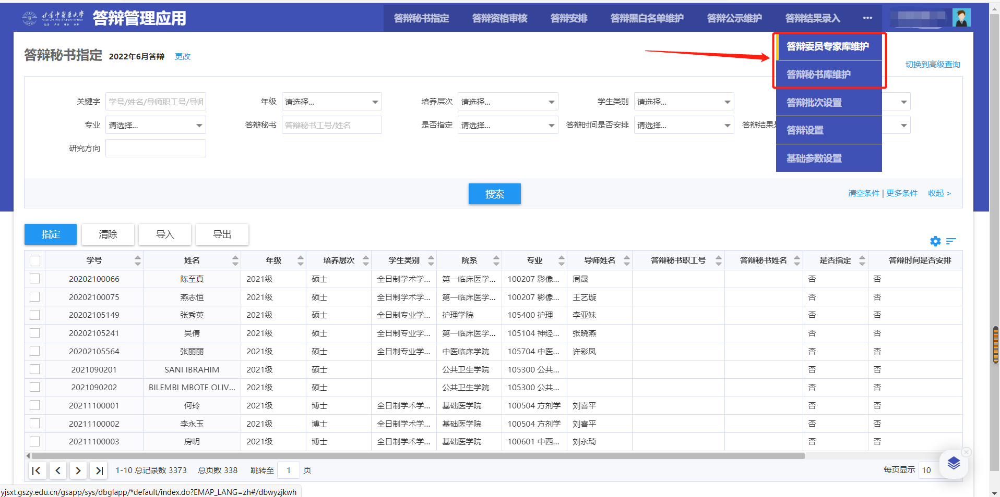 甘肃中医药大学
答辩管理应用
答辩秘书指定 答辩资格审核 答辩安排 答辩黑白名单维护 答辩公示维护 答辩结果录入 •••
答辩委员专家库维护
答辩秘书库维护
答辩批次设置
答辩设置
基础参数设置
答辩秘书指定 2022年6月答辩 更改
切换到高级查询
关键字 学号/姓名/导师职工号/导师 年级 请选择... 培养层次 请选择... 学生类别 请选择...
专业 请选择... 答辩秘书 答辩秘书工号/姓名 是否指定 请选择... 答辩时间是否安排 请选择... 答辩结果
研究方向
搜索
清空条件 | 更多条件 收起 >
指定 清除 导入 导出
学号 姓名 年级 培养层次 学生类别 院系 专业 导师姓名 答辩秘书职工号 答辩秘书姓名 是否指定 答辩时间是否安排
20202100066 陈至真 2021级 硕士 全日制学术学... 第一临床医学... 100207 影像... 周晟 否 否
20202100075 燕志恒 2021级 硕士 全日制学术学... 第一临床医学... 100207 影像... 王艺璇 否 否
20202105149 张秀英 2021级 硕士 全日制专业学... 护理学院 105400 护理 李亚妹 否 否
20202105241 吴倩 2021级 硕士 全日制专业学... 第一临床医学... 105104 神经... 张晓燕 否 否
20202105564 张丽丽 2021级 硕士 全日制专业学... 中医临床学院 105704 中医... 许彩凤 否 否
2021090201 SANI IBRAHIM 2021级 硕士 公共卫生学院 105300 公共... 否 否
2021090202 BILEMBI MBOTE OLIV... 2021级 硕士 公共卫生学院 105300 公共... 否 否
20211100001 何玲 2021级 博士 全日制学术学... 基础医学院 100504 方剂学 刘喜平 否 否
20211100002 李永玉 2021级 博士 全日制学术学... 基础医学院 100504 方剂学 刘喜平 否 否
20211100003 房明 2021级 博士 全日制学术学... 基础医学院 100601 中西... 刘永琦 否 否
1-10 总记录数 3373 总页数 338 跳转至 1 页
每页显示 10
yjsxt.gszy.edu.cn/gsapp/sys/dbglapp/*default/index.do?EMAP_LANG=zh#/dbwyzjkwh